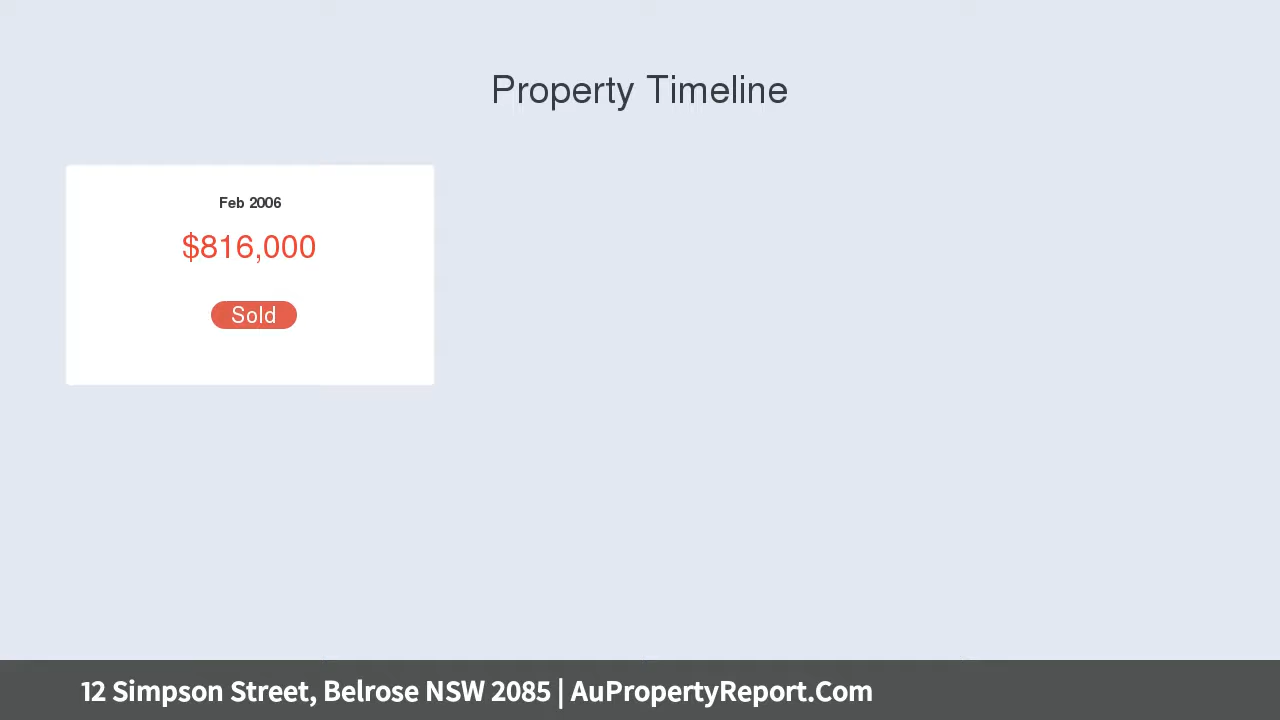 Property Timeline
Feb 2006
$816,000
Sold
12 Simpson Street, Belrose NSW 2085 | AuPropertyReport.Com